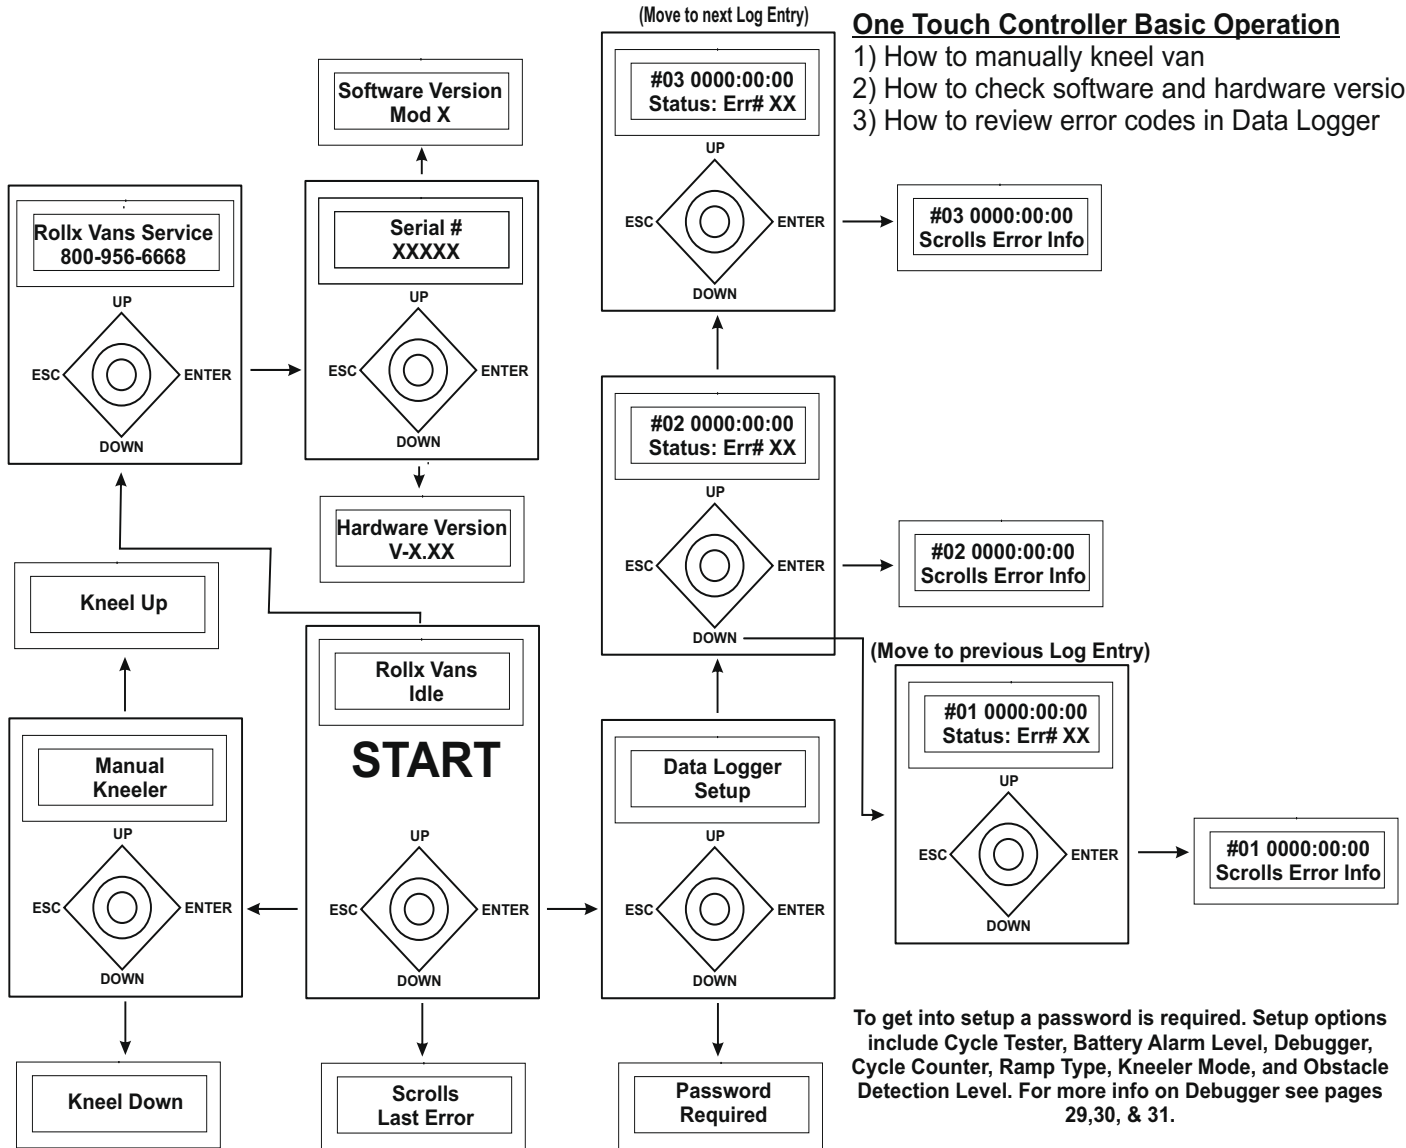 (Move to next Log Entry)
One Touch Controller Basic Operation
1) How to manually kneel van
2) How to check software and hardware versio
3) How to review error codes in Data Logger
#03 0000:00:00
Status: Err# XX
UP
ESC
ENTER
DOWN
#03 0000:00:00
Scrolls Error Info
Software Version
Mod X
Rollx Vans Service
800-956-6668
UP
ESC
ENTER
DOWN
Serial #
XXXXX
UP
ESC
ENTER
DOWN
Hardware Version
V-X.XX
#02 0000:00:00
Status: Err# XX
UP
ESC
ENTER
DOWN
#02 0000:00:00
Scrolls Error Info
Kneel Up
Manual
Kneeler
UP
ESC
ENTER
DOWN
Kneel Down
Rollx Vans
Idle
START
UP
ESC
ENTER
DOWN
Scrolls
Last Error
Data Logger
Setup
UP
ESC
ENTER
DOWN
Password
Required
(Move to previous Log Entry)
#01 0000:00:00
Status: Err# XX
UP
ESC
ENTER
DOWN
#01 0000:00:00
Scrolls Error Info
To get into setup a password is required. Setup options
include Cycle Tester, Battery Alarm Level, Debugger,
Cycle Counter, Ramp Type, Kneeler Mode, and Obstacle
Detection Level. For more info on Debugger see pages
29,30, & 31.